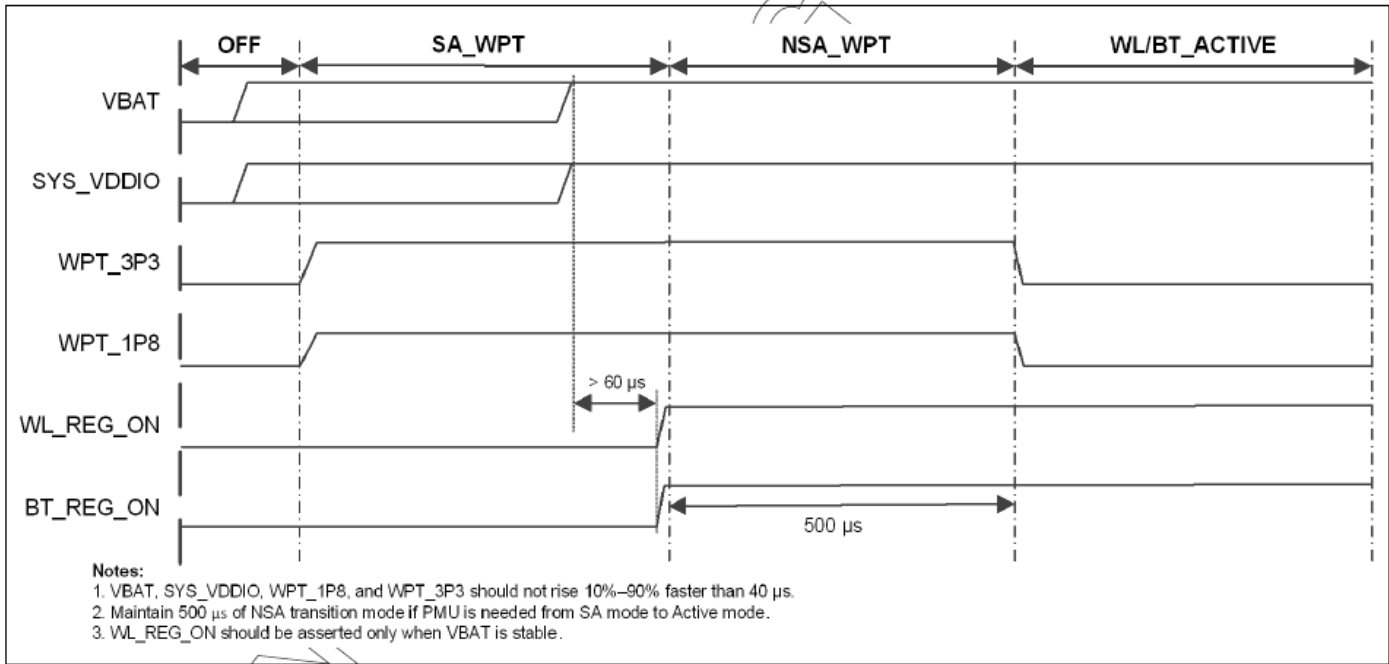 OFF SA_WPT NSA_WPT WL/BT_ACTIVE
VBAT
SYS_VDDIO
WPT_3P3
WPT_1P8
> 60 µs
WL_REG_ON
BT_REG_ON
500 µs
Notes:
1. VBAT, SYS_VDDIO, WPT_1P8, and WPT_3P3 should not rise 10%–90% faster than 40 µs.
2. Maintain 500 µs of NSA transition mode if PMU is needed from SA mode to Active mode.
3. WL_REG_ON should be asserted only when VBAT is stable.